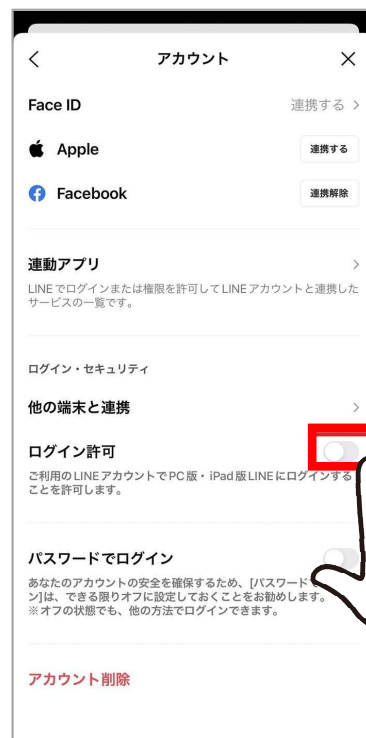 アカウント
Face ID 連携する
Apple 連携する
Facebook 連携解除
連動アプリ
LINEでログインまたは権限を許可してLINEアカウントと連携した
サービスの一覧です。
ログイン・セキュリティ
他の端末と連携
ログイン許可
ご利用のLINEアカウントでPC版・iPad版LINEにログインする
ことを許可します。
パスワードでログイン
あなたのアカウントの安全を確保するため、[パスワードで
ン]は、できる限りオフに設定しておくことをお勧めします。
※オフの状態でも、他の方法でログインできます。
アカウント削除